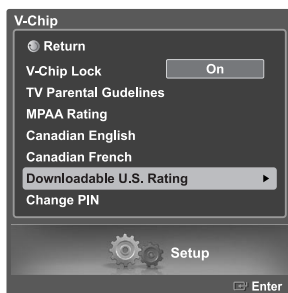 V-Chip
Return
V-Chip Lock On
TV Parental Gudelines
MPAA Rating
Canadian English
Canadian French
Downloadable U.S. Rating ►
Change PIN
Setup
Enter